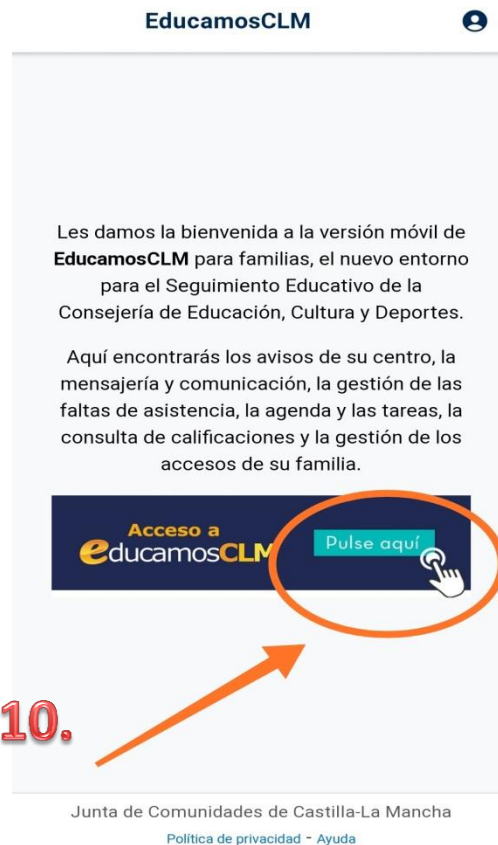 EducamosCLM
Les damos la bienvenida a la versión móvil de
EducamosCLM para familias, el nuevo entorno
para el Seguimiento Educativo de la
Consejería de Educación, Cultura y Deportes.
Aquí encontrarás los avisos de su centro, la
mensajería y comunicación, la gestión de las
faltas de asistencia, la agenda y las tareas, la
consulta de calificaciones y la gestión de los
accesos de su familia.
Acceso a
educamosCLM
Pulse aquí
10.
Junta de Comunidades de Castilla-La Mancha
Política de privacidad - Ayuda